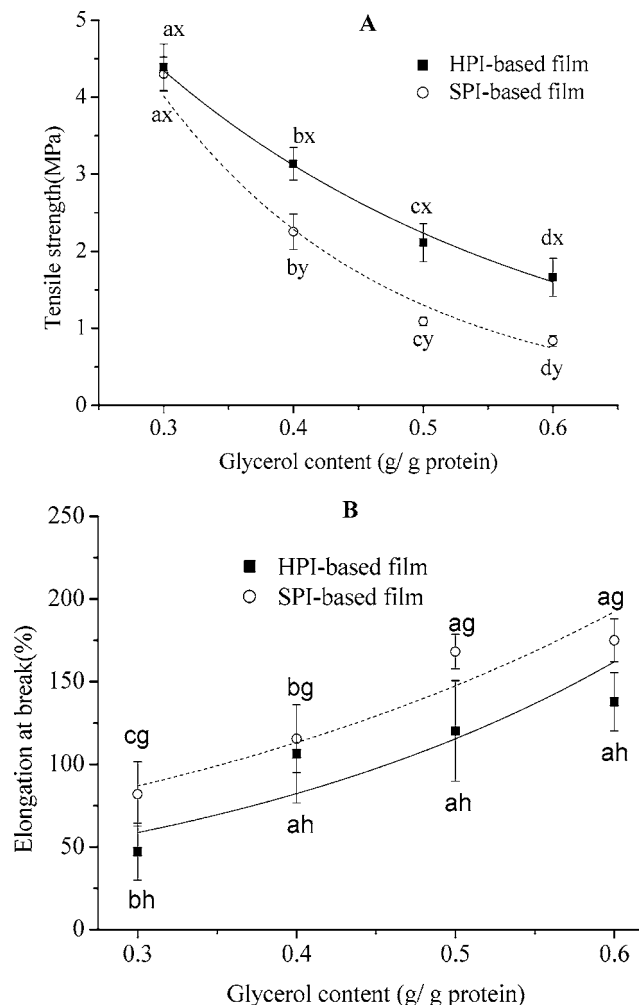 A
5
4
3
2
1
0
Tensile strength(MPa)
HPI-based film
SPI-based film
ax
ax
bx
by
cx
cy
dx
dy
0.3 0.4 0.5 0.6
Glycerol content (g/ g protein)
B
250
200
150
100
50
0
Elongation at break(%)
HPI-based film
SPI-based film
cg
bh
bg
ah
ag
ah
ag
ah
0.3 0.4 0.5 0.6
Glycerol content (g/ g protein)